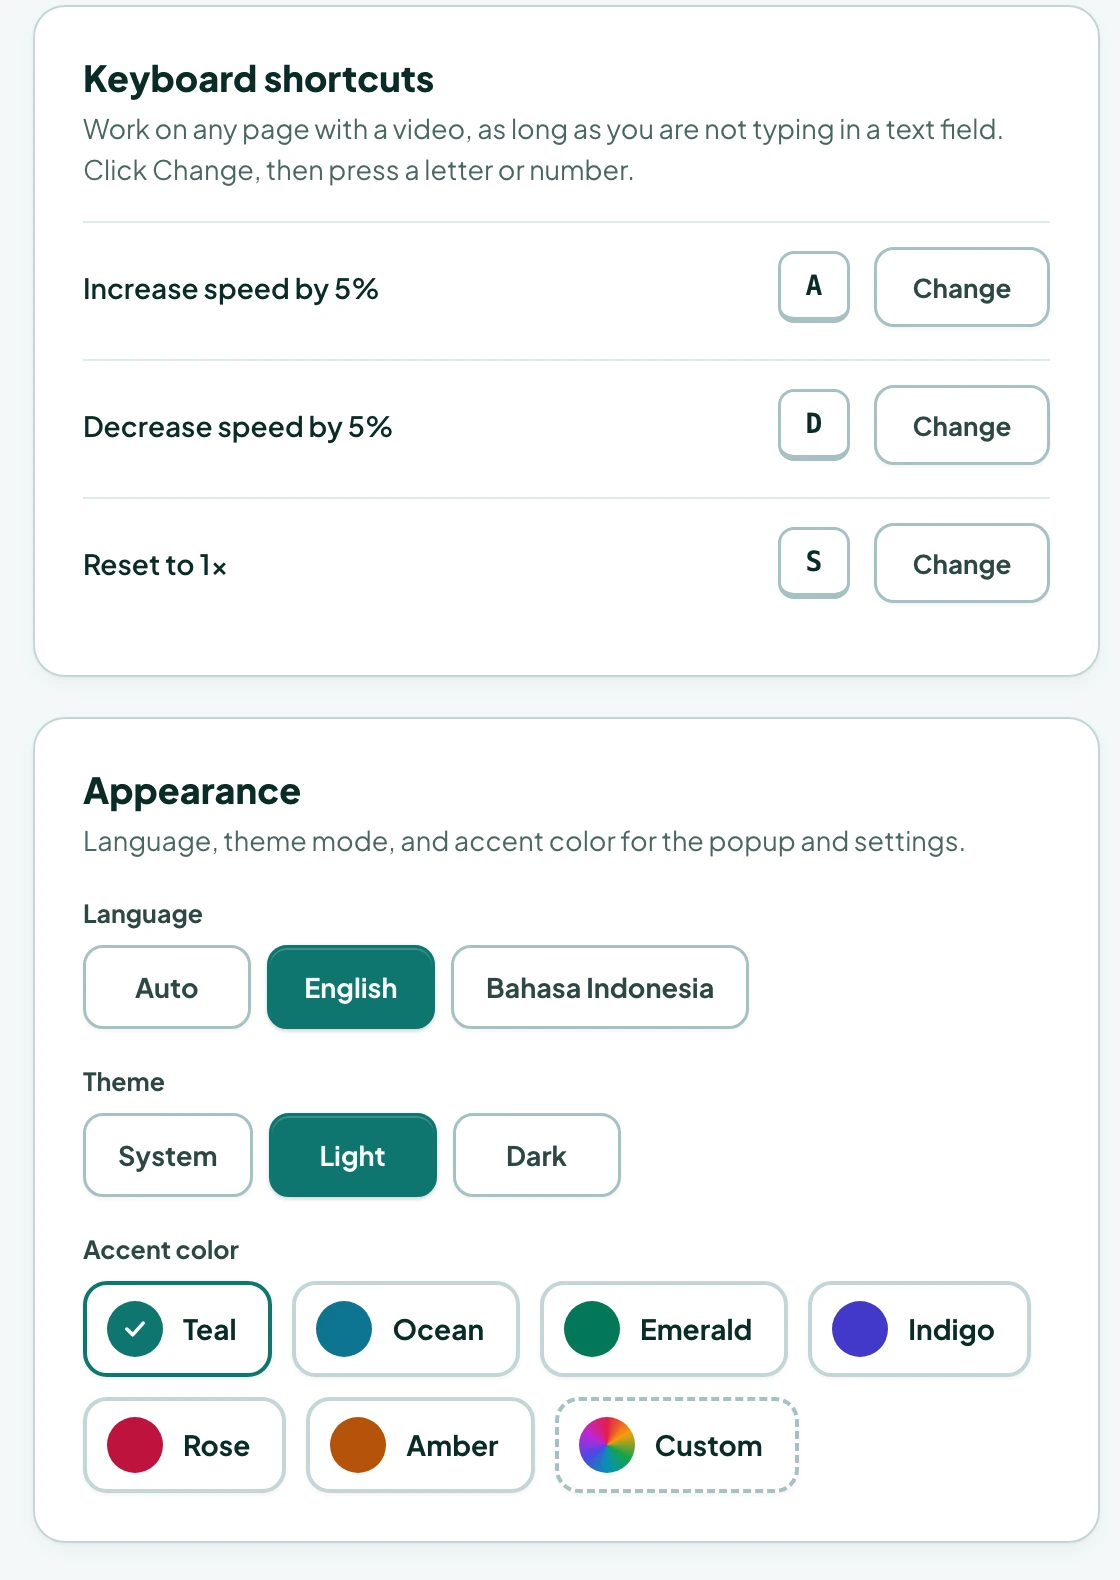 Keyboard shortcuts
Work on any page with a video, as long as you are not typing in a text field.
Click Change, then press a letter or number.
Increase speed by 5% A Change
Decrease speed by 5% D Change
Reset to 1× S Change
Appearance
Language, theme mode, and accent color for the popup and settings.
Language
Auto English Bahasa Indonesia
Theme
System Light Dark
Accent color
Teal Ocean Emerald Indigo
Rose Amber Custom